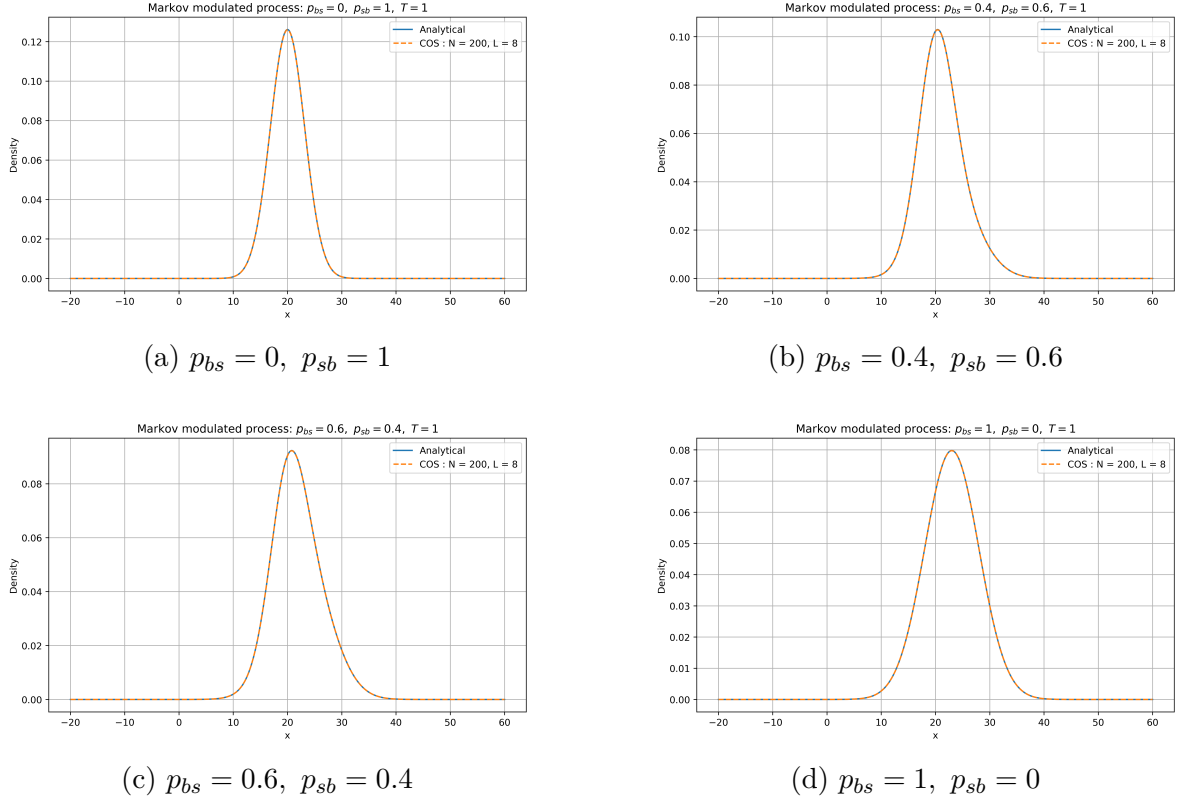 Markov modulated process: p_bs = 0, p_sb = 1, T = 1
Analytical
COS : N = 200, L = 8
Density
0.12
0.10
0.08
0.06
0.04
0.02
0.00
−20 −10 0 10 20 30 40 50 60
x
(a) p_bs = 0, p_sb = 1
Markov modulated process: p_bs = 0.4, p_sb = 0.6, T = 1
Analytical
COS : N = 200, L = 8
Density
0.10
0.08
0.06
0.04
0.02
0.00
−20 −10 0 10 20 30 40 50 60
x
(b) p_bs = 0.4, p_sb = 0.6
Markov modulated process: p_bs = 0.6, p_sb = 0.4, T = 1
Analytical
COS : N = 200, L = 8
Density
0.08
0.06
0.04
0.02
0.00
−20 −10 0 10 20 30 40 50 60
x
(c) p_bs = 0.6, p_sb = 0.4
Markov modulated process: p_bs = 1, p_sb = 0, T = 1
Analytical
COS : N = 200, L = 8
Density
0.08
0.07
0.06
0.05
0.04
0.03
0.02
0.01
0.00
−20 −10 0 10 20 30 40 50 60
x
(d) p_bs = 1, p_sb = 0